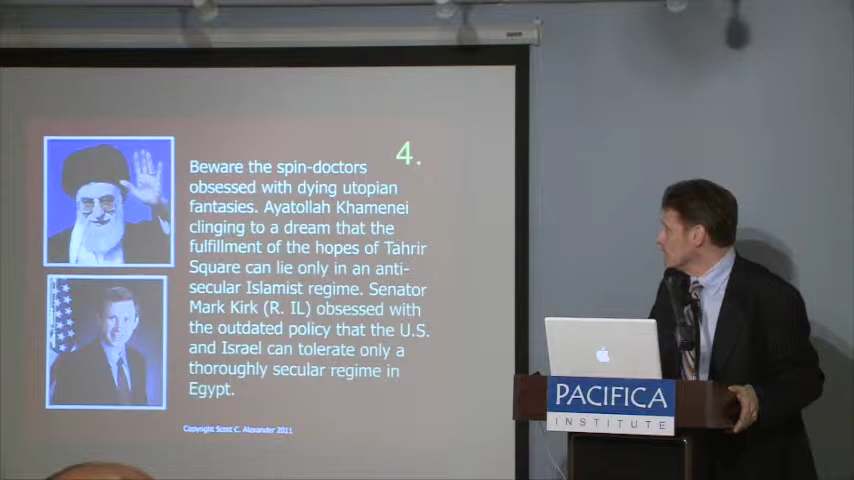 4.
Beware the spin-doctors
obsessed with dying utopian
fantasies. Ayatollah Khamenei
clinging to a dream that the
fulfillment of the hopes of Tahrir
Square can lie only in an anti-
secular Islamist regime. Senator
Mark Kirk (R. IL) obsessed with
the outdated policy that the U.S.
and Israel can tolerate only a
thoroughly secular regime in
Egypt.
Copyright Scott C. Alexander 2011
PACIFICA
INSTITUTE